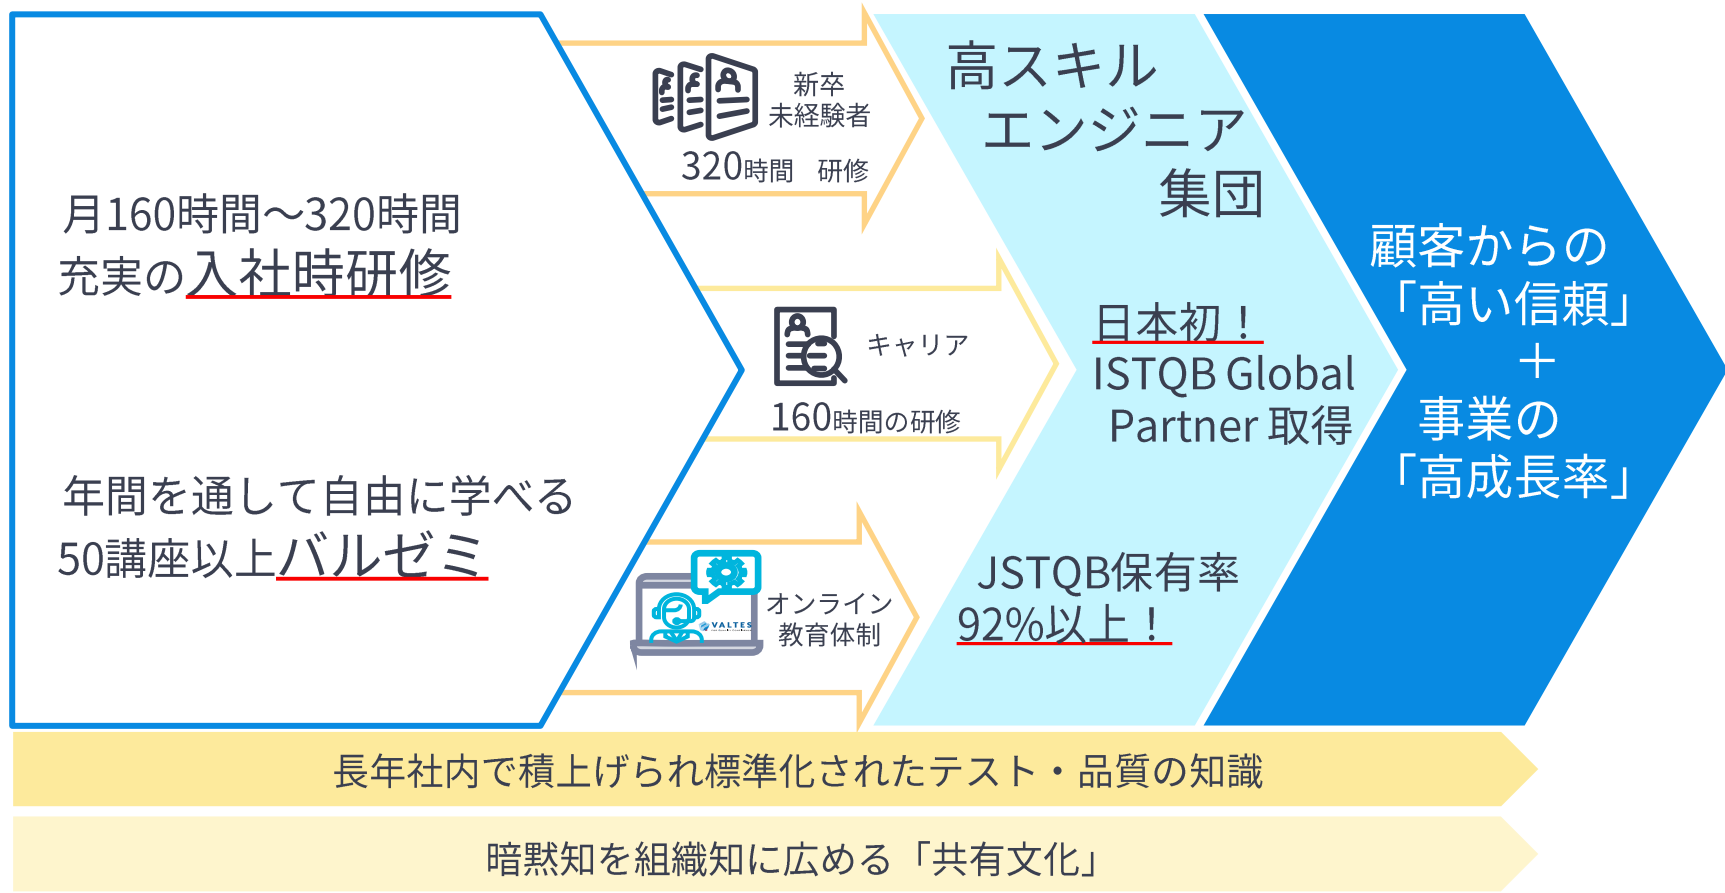 月160時間～320時間
充実の入社時研修
年間を通して自由に学べる
50講座以上バルゼミ
新卒
未経験者
320時間　研修
キャリア
160時間の研修
VALTES
オンライン
教育体制
高スキル
エンジニア
集団
日本初！
ISTQB Global
Partner 取得
JSTQB保有率
92%以上！
顧客からの
「高い信頼」
＋
事業の
「高成長率」
長年社内で積上げられ標準化されたテスト・品質の知識
暗黙知を組織知に広める「共有文化」